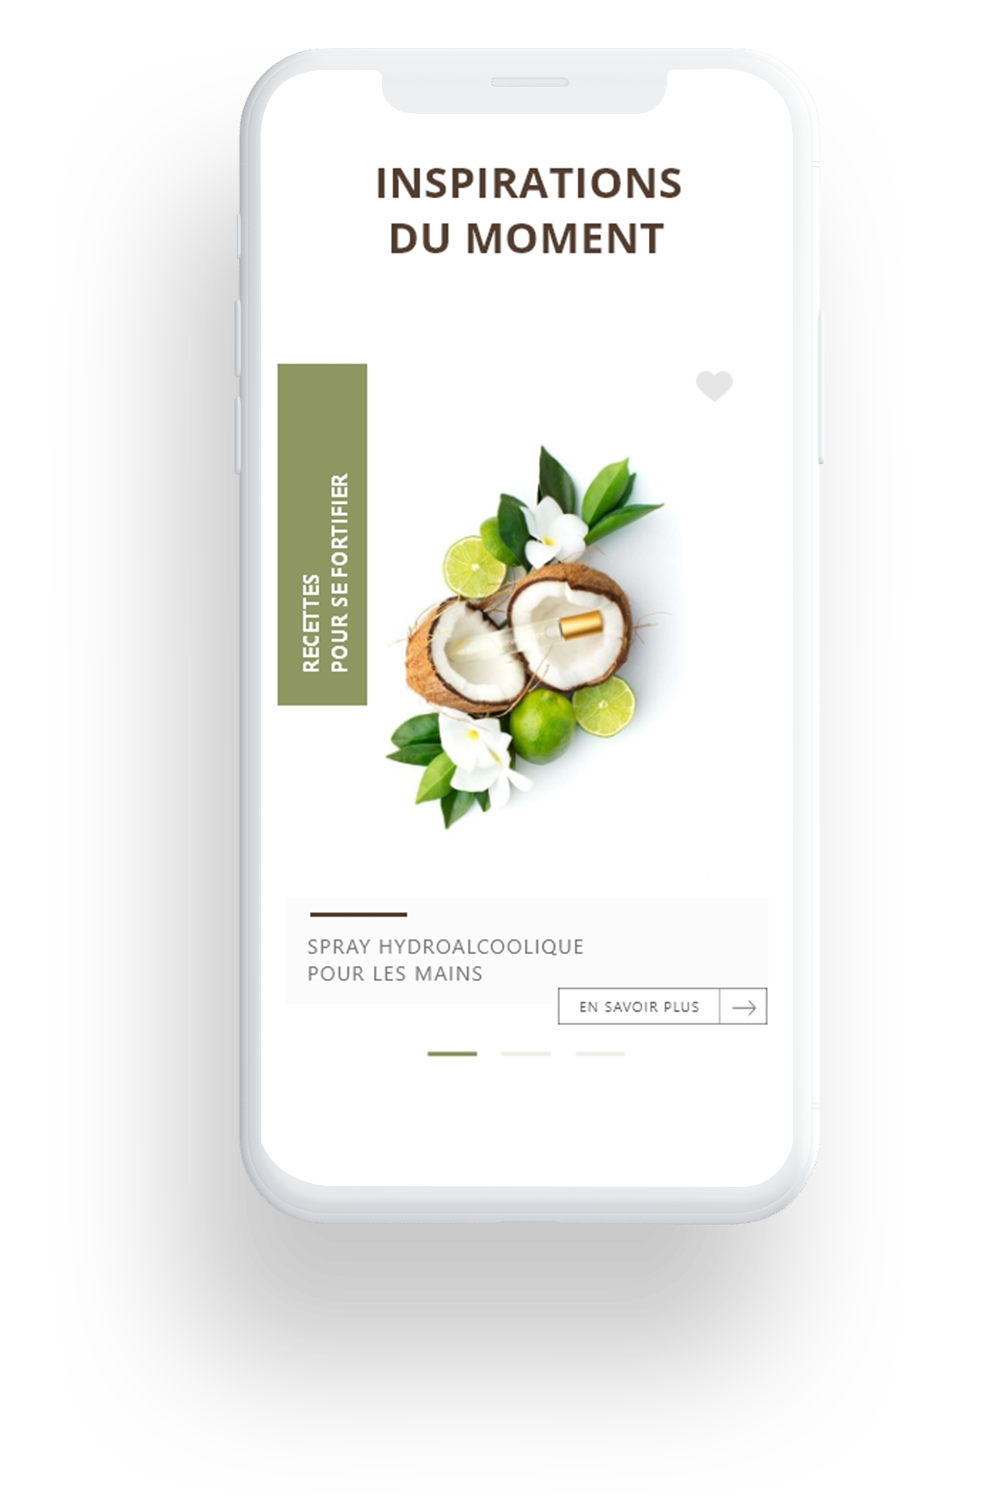 INSPIRATIONS
DU MOMENT
RECETTES
POUR SE FORTIFIER
SPRAY HYDROALCOOLIQUE
POUR LES MAINS
EN SAVOIR PLUS